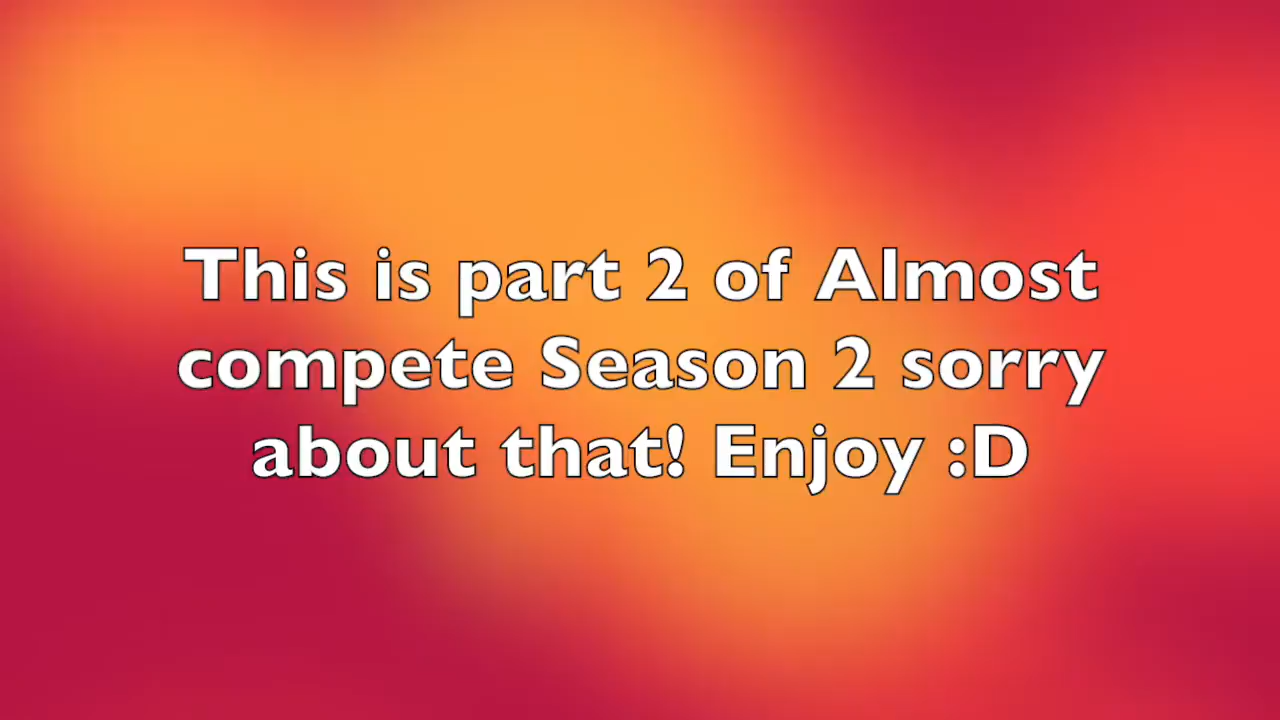 This is part 2 of Almost
compete Season 2 sorry
about that! Enjoy :D